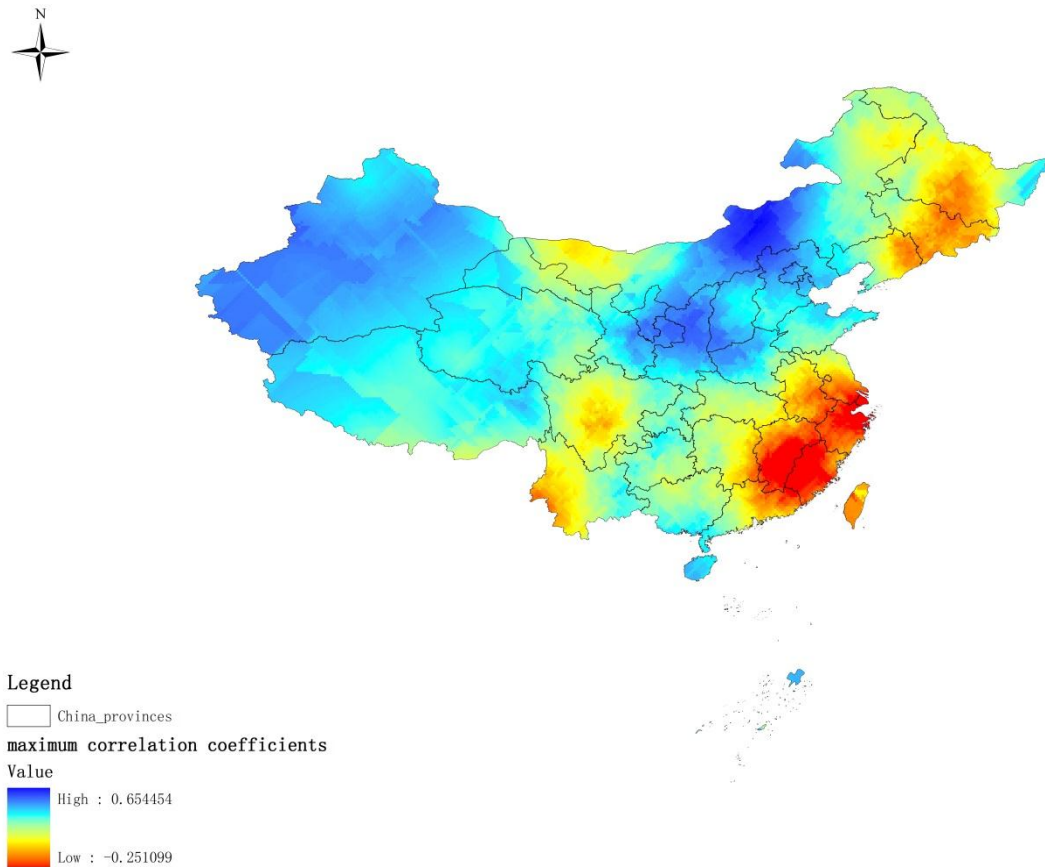 N
Legend
China_provinces
maximum correlation coefficients
Value
High : 0.654454
Low : -0.251099